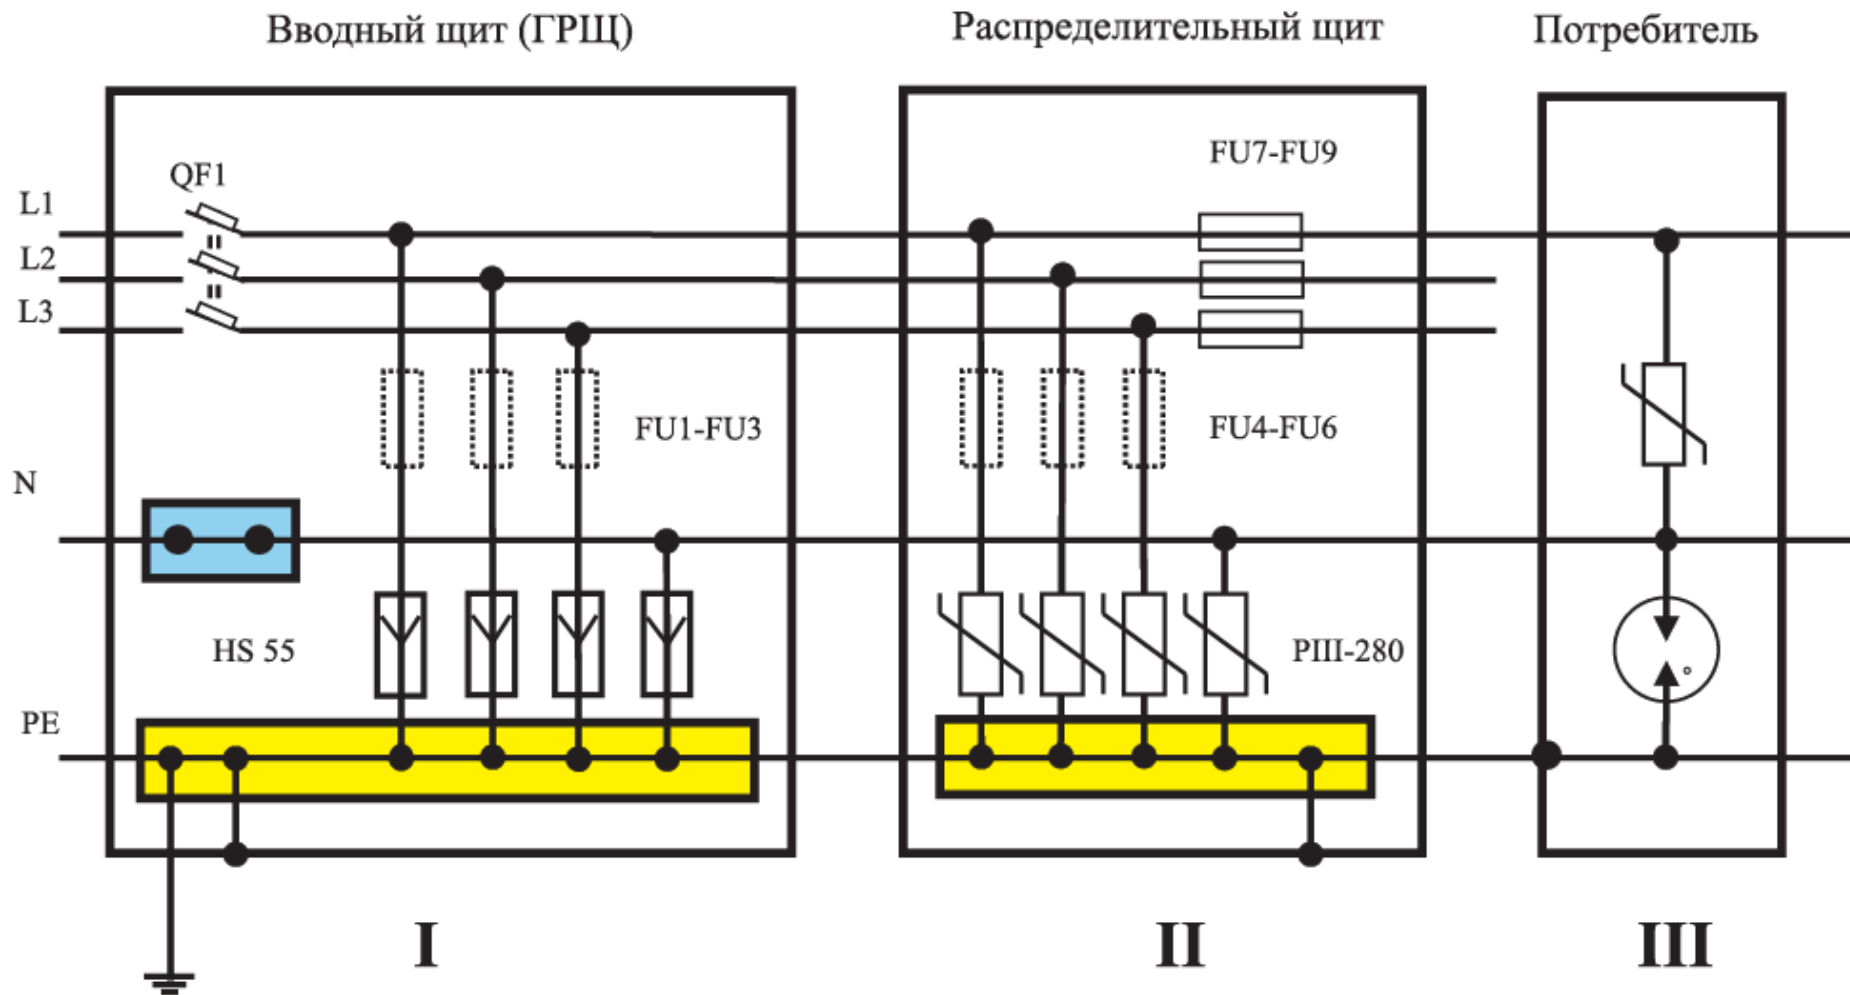 Вводный щит (ГРЩ)
Распределительный щит
Потребитель
QF1
FU7-FU9
L1
L2
L3
FU1-FU3
FU4-FU6
N
HS 55
PIII-280
PE
I
II
III